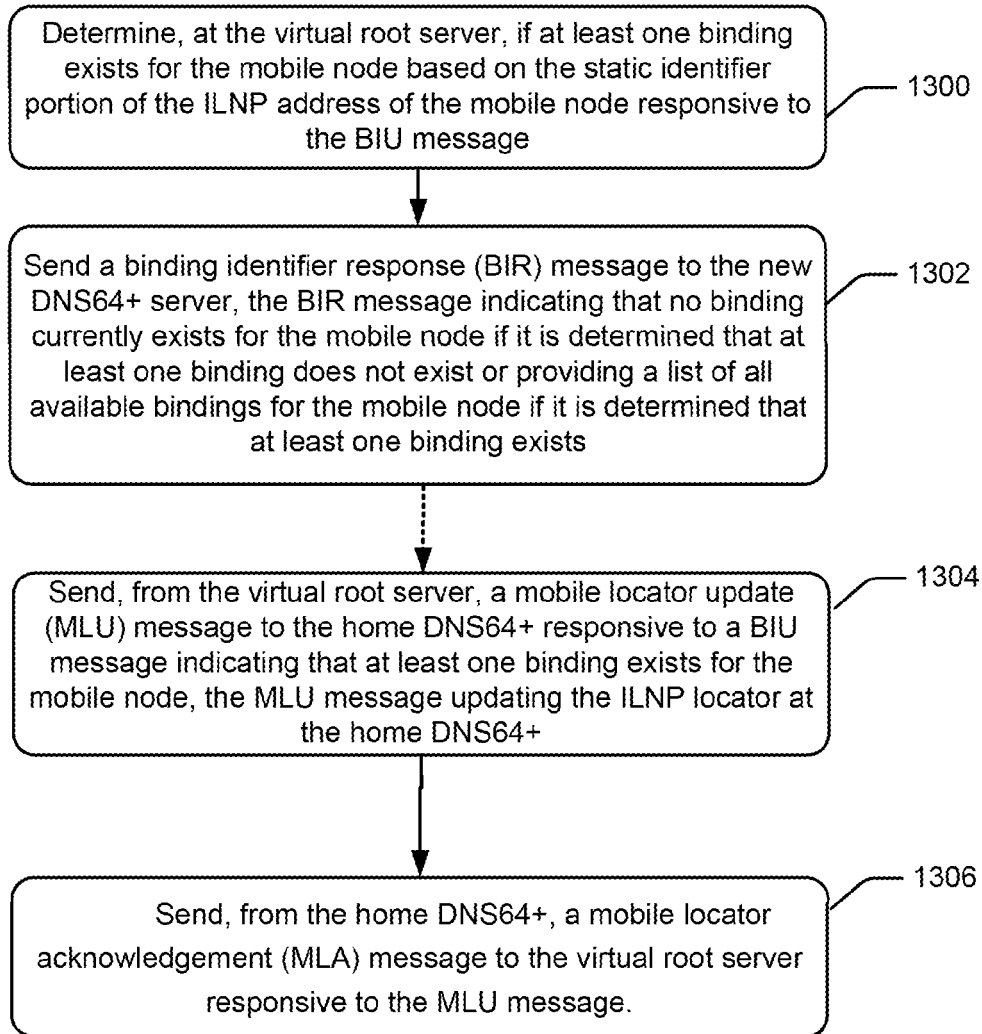 Determine, at the virtual root server, if at least one binding
exists for the mobile node based on the static identifier
portion of the ILNP address of the mobile node responsive to
the BIU message
1300
Send a binding identifier response (BIR) message to the new
DNS64+ server, the BIR message indicating that no binding
currently exists for the mobile node if it is determined that at
least one binding does not exist or providing a list of all
available bindings for the mobile node if it is determined that
at least one binding exists
1302
Send, from the virtual root server, a mobile locator update
(MLU) message to the home DNS64+ responsive to a BIU
message indicating that at least one binding exists for the
mobile node, the MLU message updating the ILNP locator at
the home DNS64+
1304
Send, from the home DNS64+, a mobile locator
acknowledgement (MLA) message to the virtual root server
responsive to the MLU message.
1306